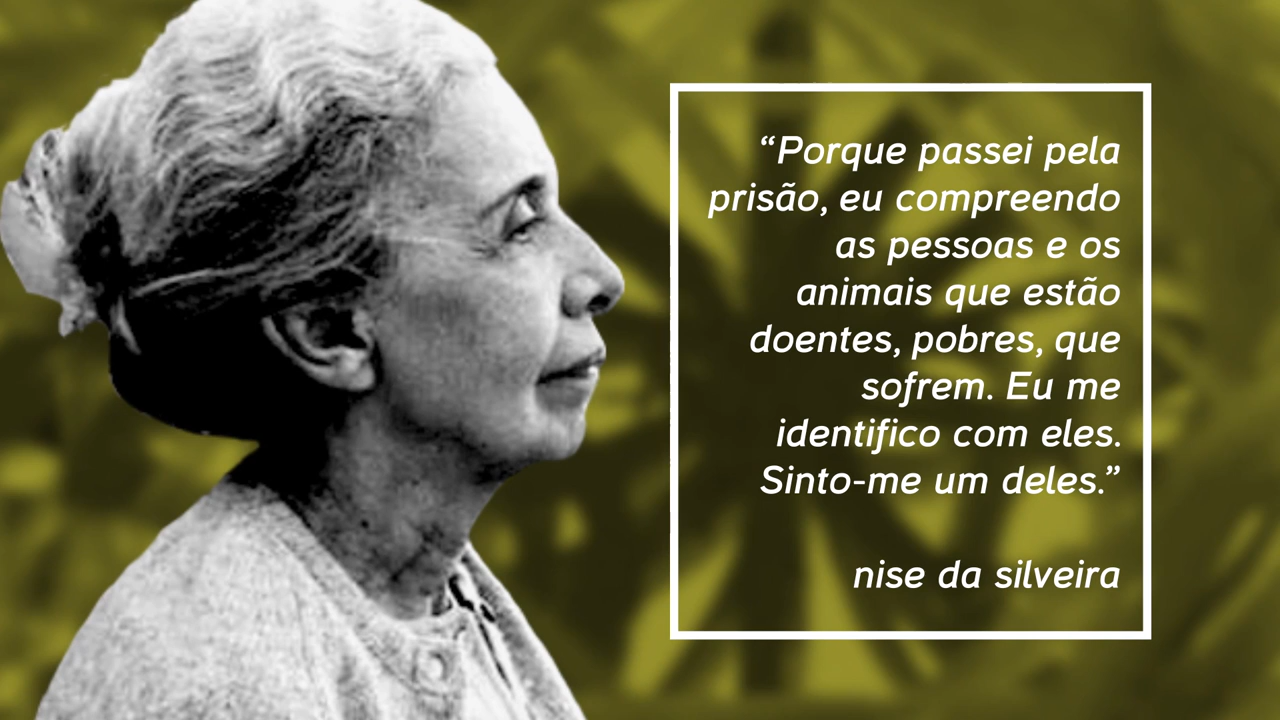 “Porque passei pela
prisão, eu compreendo
as pessoas e os
animais que estão
doentes, pobres, que
sofrem. Eu me
identifico com eles.
Sinto-me um deles.”
nise da silveira